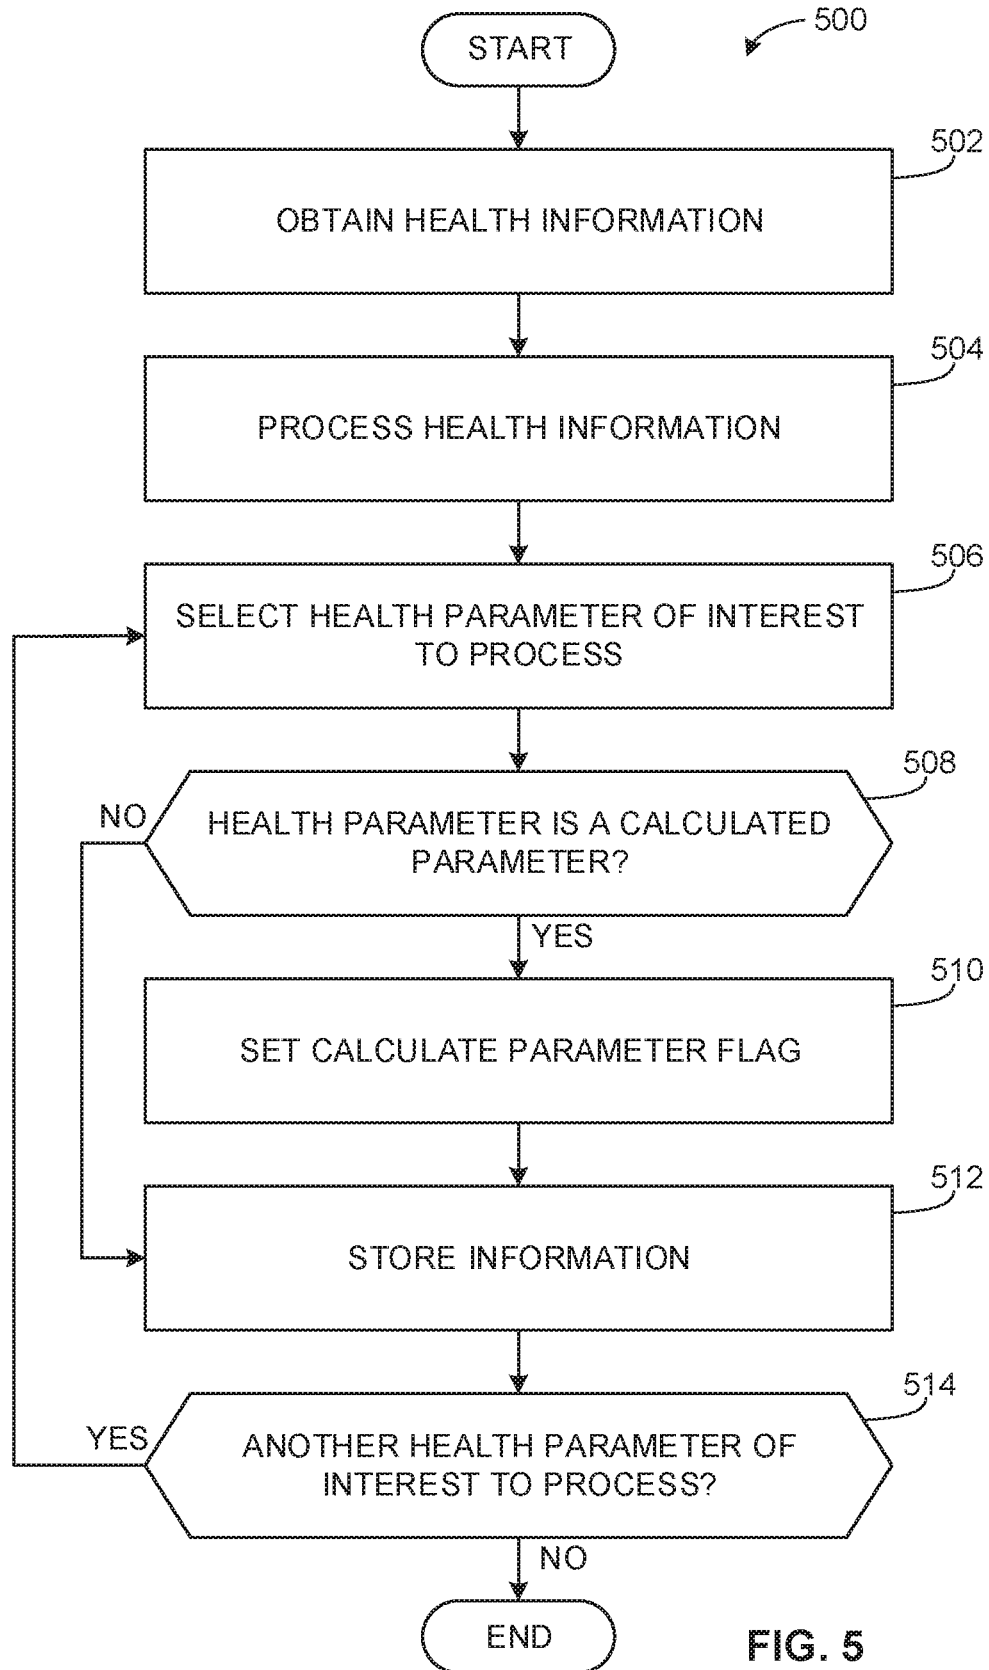 START
500
502
OBTAIN HEALTH INFORMATION
504
PROCESS HEALTH INFORMATION
506
SELECT HEALTH PARAMETER OF INTEREST
TO PROCESS
508
NO
HEALTH PARAMETER IS A CALCULATED
PARAMETER?
YES
510
SET CALCULATE PARAMETER FLAG
512
STORE INFORMATION
514
YES
ANOTHER HEALTH PARAMETER OF
INTEREST TO PROCESS?
NO
END
FIG. 5